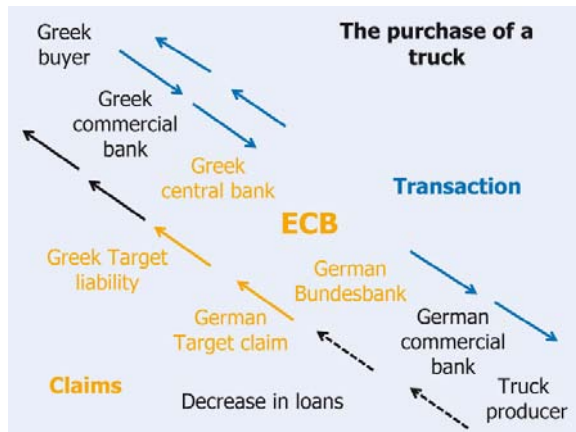 Greek
buyer
The purchase of a
truck
Greek
commercial
bank
Greek
central bank
Transaction
ECB
Greek Target
liability
German
Bundesbank
German
Target claim
German
commercial
bank
Claims
Decrease in loans
Truck
producer